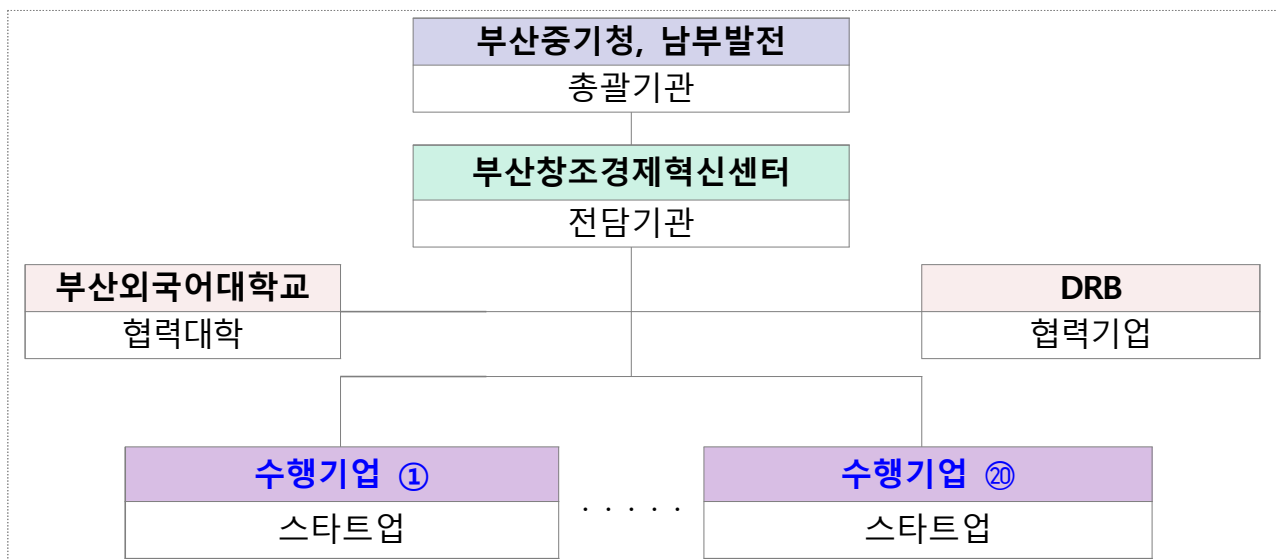 부산중기청, 남부발전
총괄기관
부산창조경제혁신센터
전담기관
부산외국어대학교
협력대학
DRB
협력기업
수행기업 ①
스타트업
· · · · ·
수행기업 ⑳
스타트업